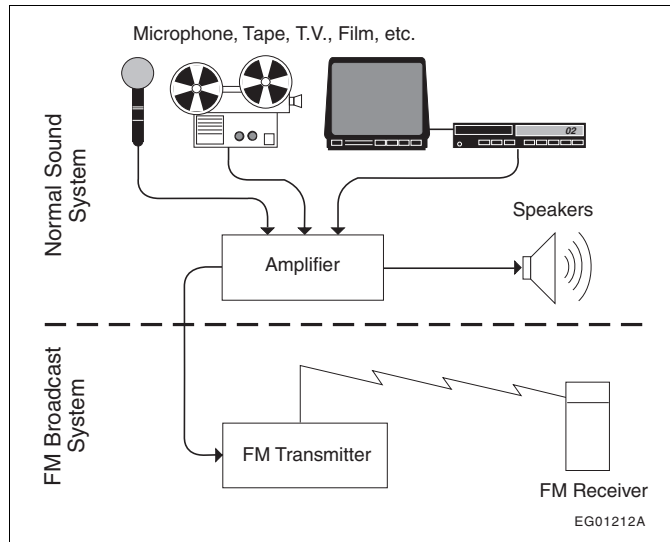 Microphone, Tape, T.V., Film, etc.
Normal Sound
System
02
Speakers
Amplifier
FM Broadcast
System
FM Transmitter
FM Receiver
EG01212A